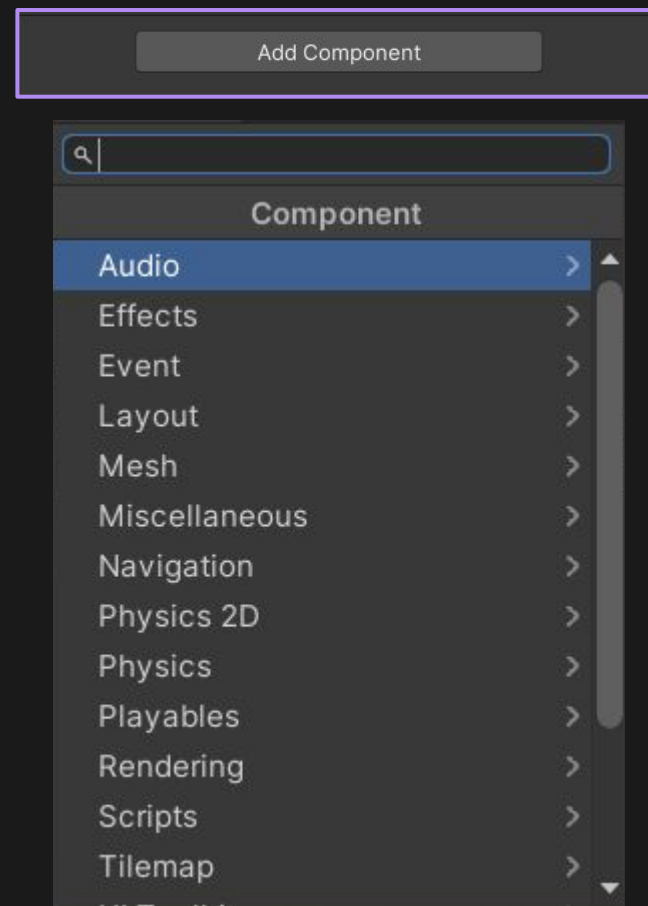 Add Component
Component
Audio
Effects
Event
Layout
Mesh
Miscellaneous
Navigation
Physics 2D
Physics
Playables
Rendering
Scripts
Tilemap